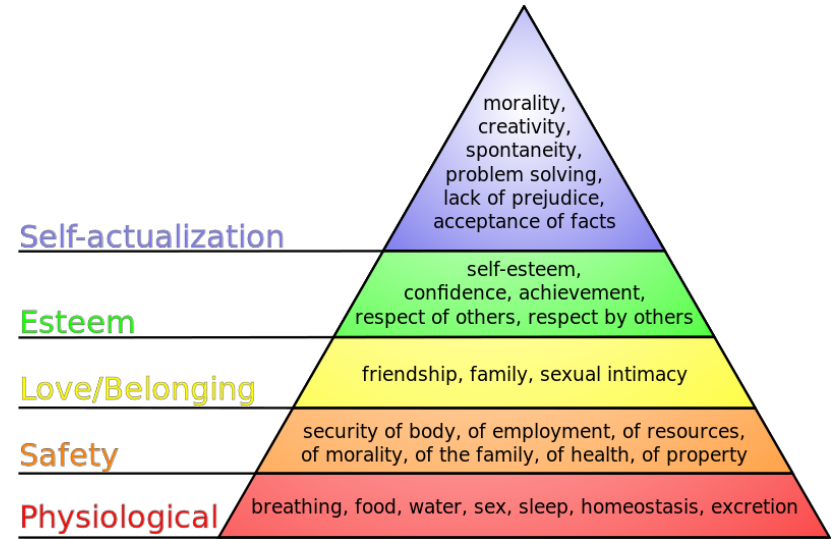 morality,
creativity,
spontaneity,
problem solving,
lack of prejudice,
acceptance of facts
Self-actualization
self-esteem,
confidence, achievement,
respect of others, respect by others
Esteem
friendship, family, sexual intimacy
Love/Belonging
security of body, of employment, of resources,
of morality, of the family, of health, of property
Safety
breathing, food, water, sex, sleep, homeostasis, excretion
Physiological